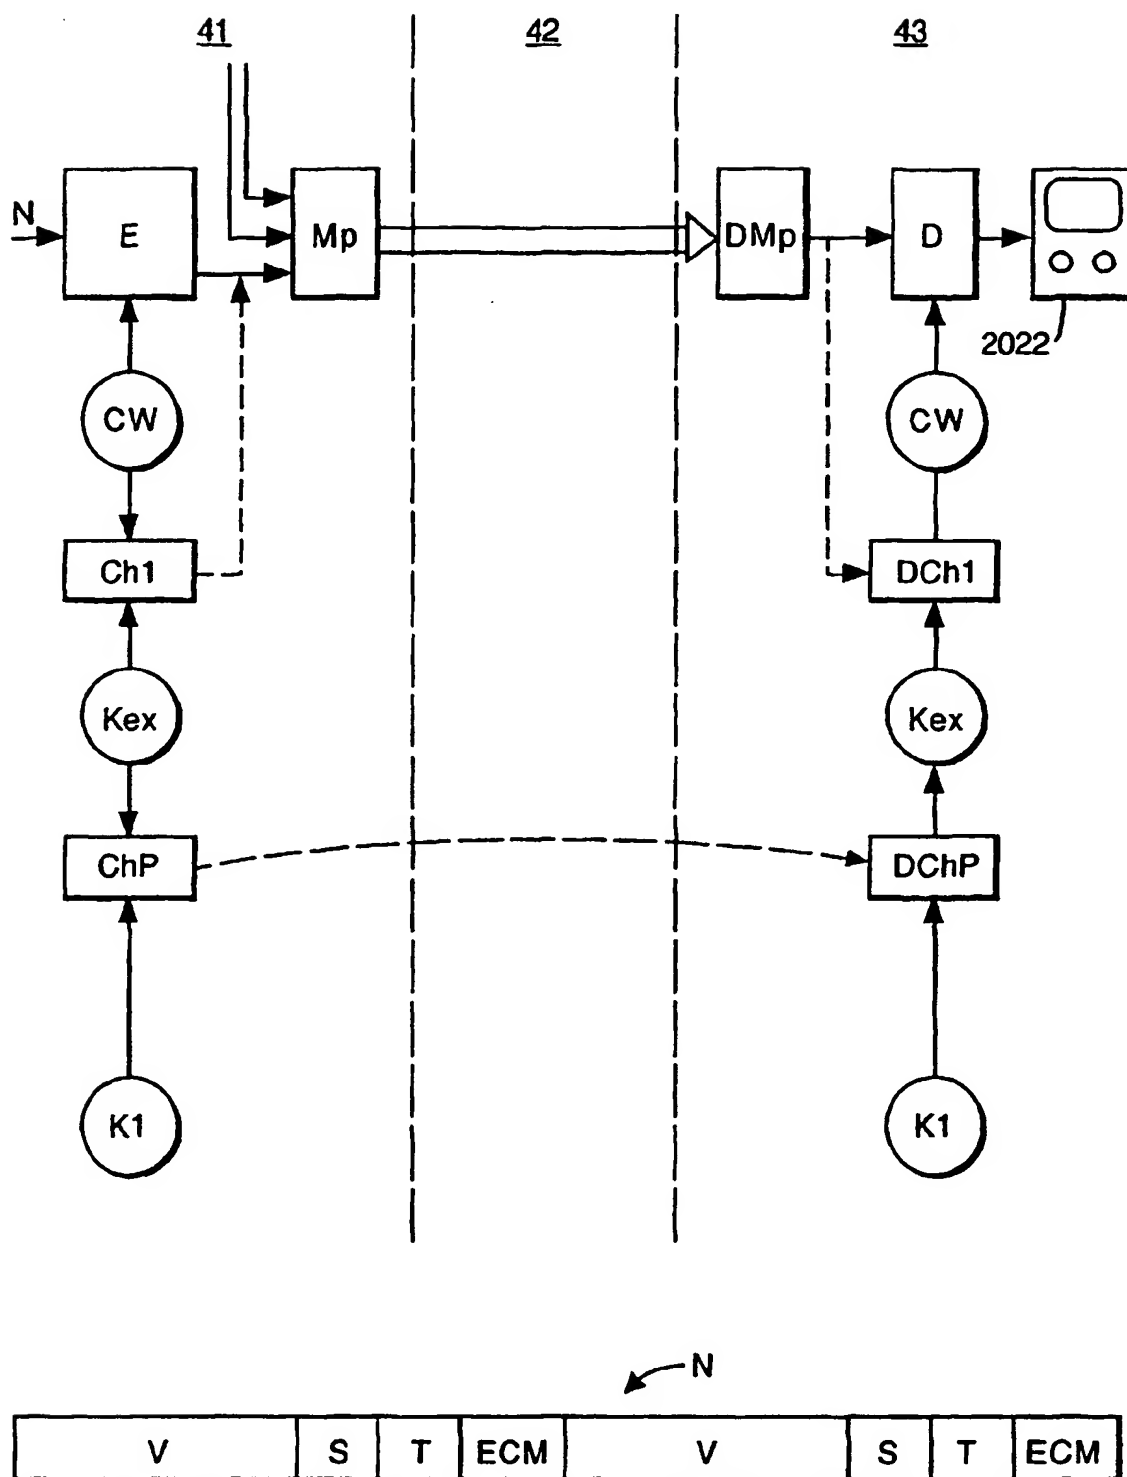 41 42 43
N E Mp DMp D
2022
CW CW
Ch1 DCh1
Kex Kex
ChP DChP
K1 K1
N
V S T ECM V S T ECM